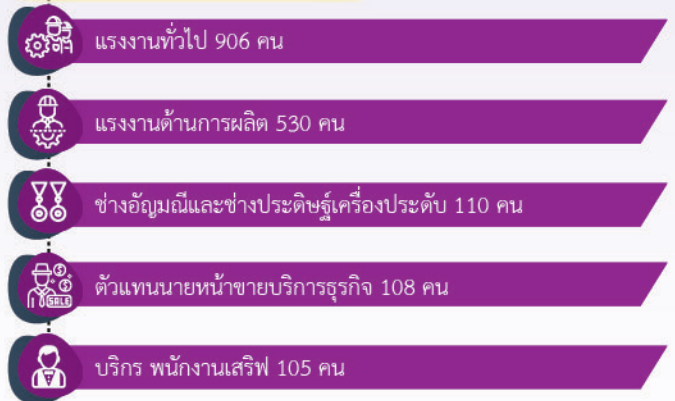 แรงงานทั่วไป 906 คน
แรงงานด้านการผลิต 530 คน
ช่างอัญมณีและช่างประดิษฐ์เครื่องประดับ 110 คน
ตัวแทนนายหน้าขายบริการธุรกิจ 108 คน
SALE
บริกร พนักงานเสริฟ 105 คน